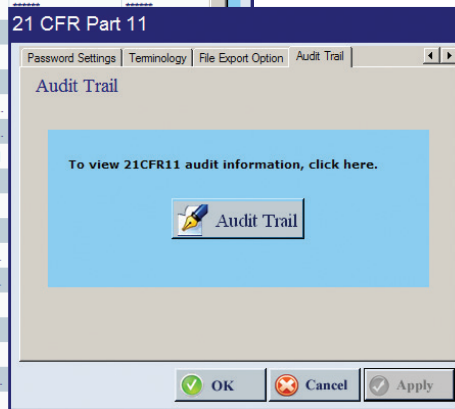 ****** ******
21 CFR Part 11
Password Settings Terminology File Export Option Audit Trail
Audit Trail
To view 21CFR11 audit information, click here.
Audit Trail
OK Cancel Apply